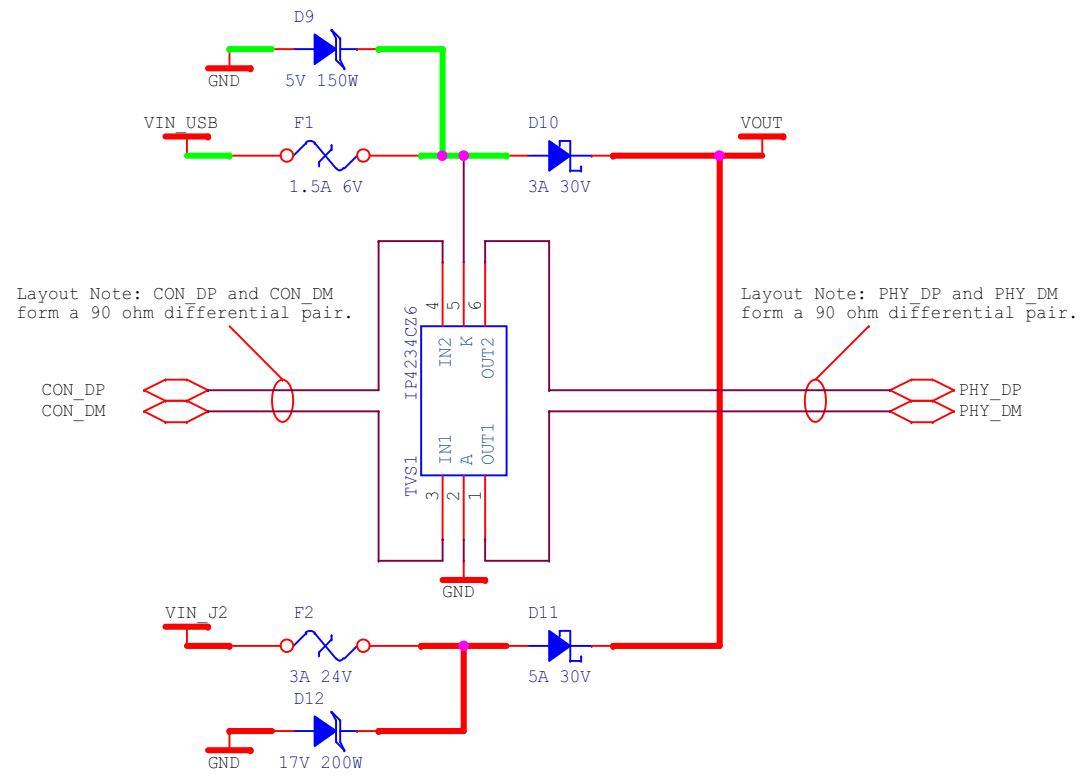 D9
GND
5V 150W
VIN_USB
F1
D10
VOUT
1.5A 6V
3A 30V
Layout Note: CON_DP and CON_DM
form a 90 ohm differential pair.
Layout Note: PHY_DP and PHY_DM
form a 90 ohm differential pair.
4
5
6
IP4234CZ6
IN2
K
OUT2
CON_DP
CON_DM
PHY_DP
PHY_DM
TVS1
IN1
A
OUT1
3
2
1
GND
VIN_J2
F2
D11
3A 24V
5A 30V
D12
GND
17V 200W